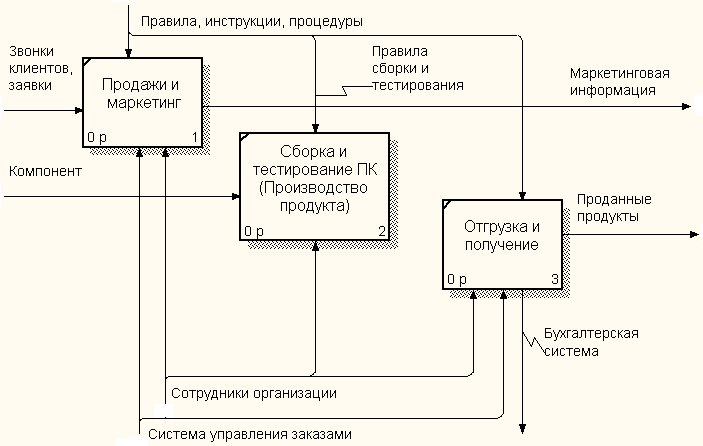 Правила, инструкции, процедуры
Звонки
клиентов,
заявки
Правила
сборки и
тестирования
Маркетинговая
информация
Продажи и
маркетинг
0 р
1
Сборка и
тестирование ПК
(Производство
продукта)
0 р
2
Компонент
Проданные
продукты
Отгрузка и
получение
0 р
3
Бухгалтерская
система
Сотрудники организации
Система управления заказами